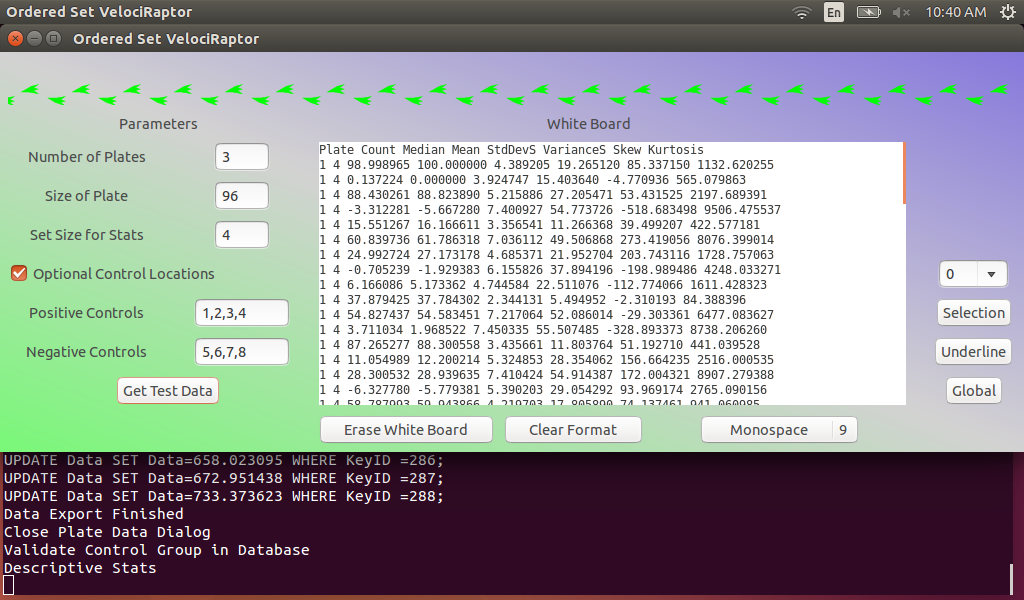 Ordered Set VelociRaptor
En
10:40 AM
Ordered Set VelociRaptor
Parameters
White Board
Number of Plates
3
Size of Plate
96
Set Size for Stats
4
Optional Control Locations
Positive Controls
1,2,3,4
Negative Controls
5,6,7,8
Get Test Data
Plate Count Median Mean StdDevS VarianceS Skew Kurtosis
1 4 98.998965 100.000000 4.389205 19.265120 85.337150 1132.620255
1 4 0.137224 0.000000 3.924747 15.403640 -4.770936 565.079863
1 4 88.430261 88.823890 5.215886 27.205471 53.431525 2197.689391
1 4 -3.312281 -5.667280 7.400927 54.773726 -518.683498 9506.475537
1 4 15.551267 16.166611 3.356541 11.266368 39.499207 422.577181
1 4 60.839736 61.786318 7.036112 49.506868 273.419056 8076.399014
1 4 24.992724 27.173178 4.685371 21.952704 203.743116 1728.757063
1 4 -0.705239 -1.929383 6.155826 37.894196 -198.989486 4248.033271
1 4 6.166086 5.173362 4.744584 22.511076 -112.774066 1611.428323
1 4 37.879425 37.784302 2.344131 5.494952 -2.310193 84.388396
1 4 54.827437 54.583451 7.217064 52.086014 -29.303361 6477.083627
1 4 3.711034 1.968522 7.450335 55.507485 -328.893373 8738.206260
1 4 87.265277 88.300558 3.435661 11.803764 51.192710 441.039528
1 4 11.054989 12.200214 5.324853 28.354062 156.664235 2516.000535
1 4 28.300532 28.939635 7.410424 54.914387 172.004321 8907.279388
1 4 -6.327780 -5.779381 5.390203 29.054292 93.969174 2765.090156
1 4 58.787993 59.943866 4.219703 17.805890 74.137461 941.060985
0
Selection
Underline
Global
Erase White Board
Clear Format
Monospace 9
UPDATE Data SET Data=658.023095 WHERE KeyID =286;
UPDATE Data SET Data=672.951438 WHERE KeyID =287;
UPDATE Data SET Data=733.373623 WHERE KeyID =288;
Data Export Finished
Close Plate Data Dialog
Validate Control Group in Database
Descriptive Stats